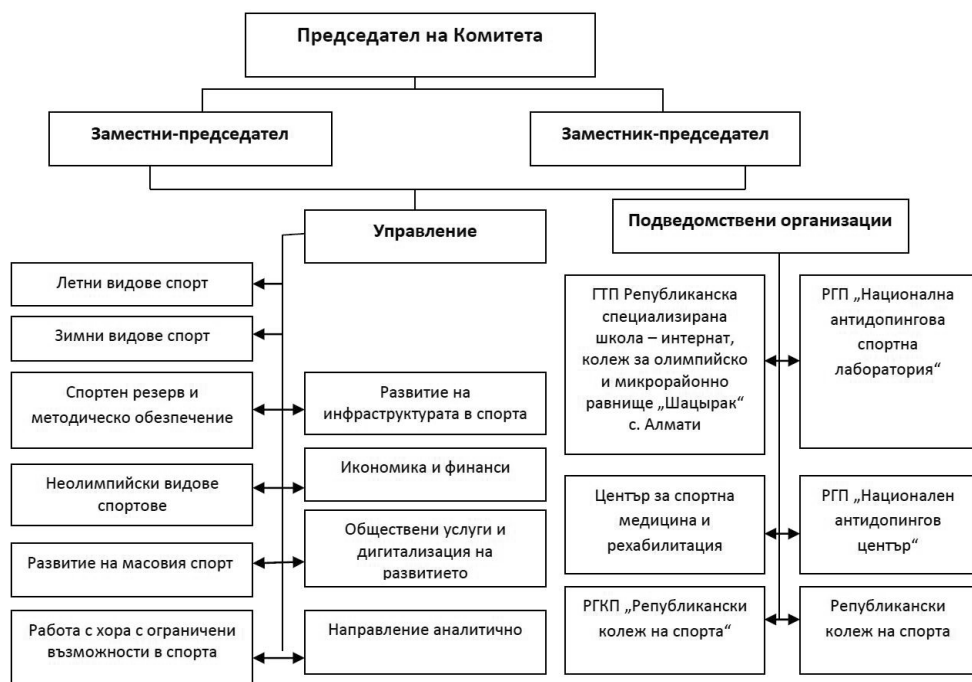 Председател на Комитета
Заместни-председател
Заместник-председател
Управление
Подведомствени организации
Летни видове спорт
Зимни видове спорт
Спортен резерв и
методическо обезпечение
Неолимпийски видове
спортове
Развитие на масовия спорт
Работа с хора с ограничени
възможности в спорта
Развитие на
инфраструктурата в спорта
Икономика и финанси
Обществени услуги и
дигитализация на
развитието
Направление аналитично
ГТП Републиканска
специализирана
школа – интернат,
колеж за олимпийско
и микрорайонно
равнище „Шацырак“
с. Алмати
Център за спортна
медицина и
рехабилитация
РГКП „Републикански
колеж на спорта“
РГП „Национална
антидопингова
спортна
лаборатория“
РГП „Национален
антидопингов
център“
Републикански
колеж на спорта